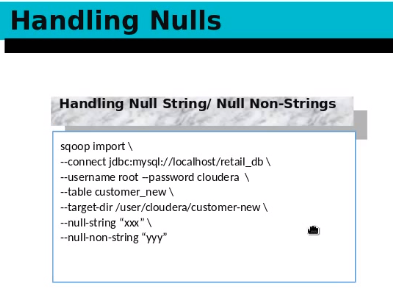 Handling Nulls
Handling Null String/ Null Non-Strings
sqoop import \
--connect jdbc:mysql://localhost/retail_db \
--username root –password cloudera \
--table customer_new \
--target-dir /user/cloudera/customer-new \
--null-string “xxx” \
--null-non-string “yyy”